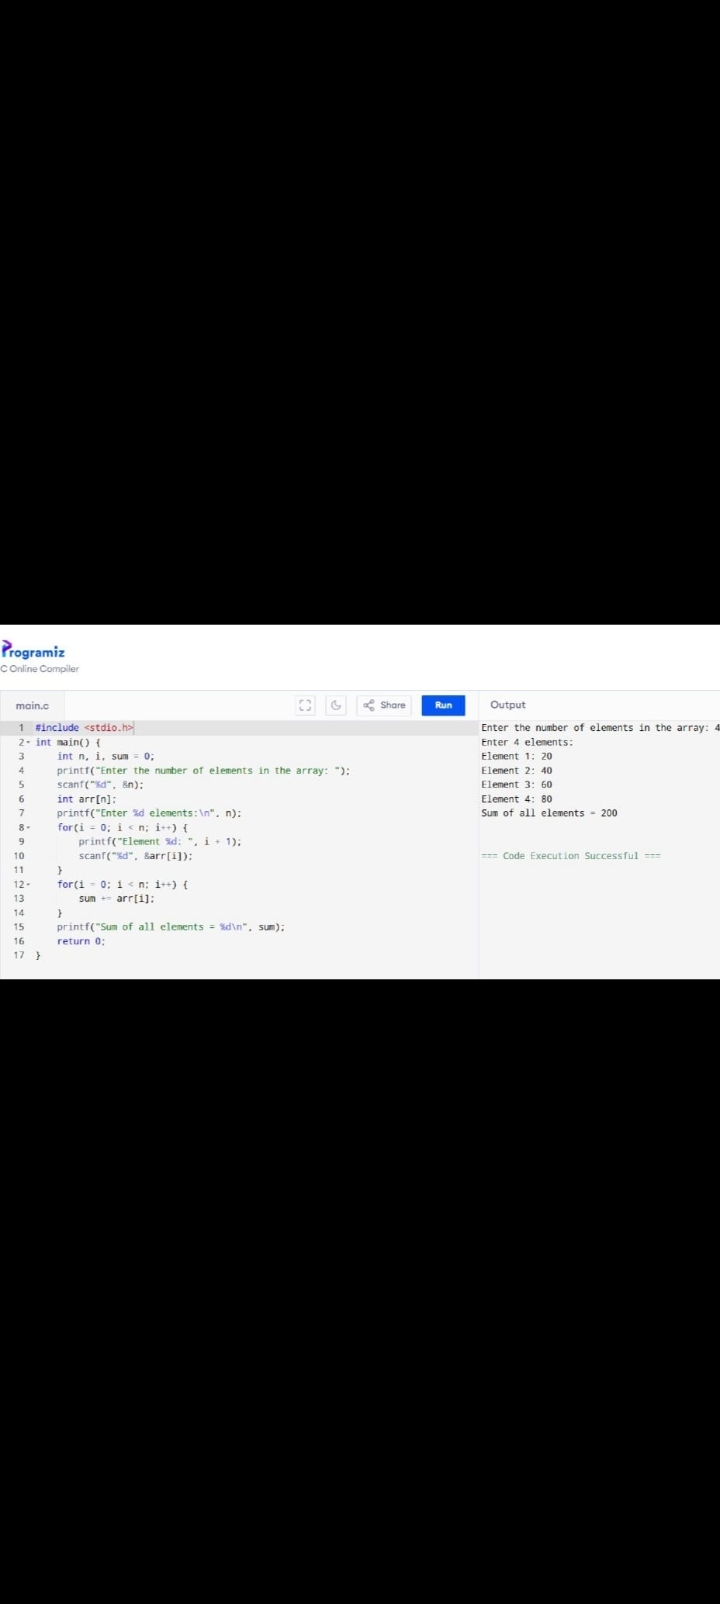 Programiz
C Online Compiler
main.c
Share
Run
Output
1 #include <stdio.h>
2 int main() {
3 int n, i, sum = 0;
4 printf("Enter the number of elements in the array: ");
5 scanf("%d", &n);
6 int arr[n];
7 printf("Enter %d elements:\n", n);
8 for(i = 0; i < n; i++) {
9 printf("Element %d: ", i + 1);
10 scanf("%d", &arr[i]);
11 }
12 for(i = 0; i < n; i++) {
13 sum += arr[i];
14 }
15 printf("Sum of all elements = %d\n", sum);
16 return 0;
17 }
Enter the number of elements in the array: 4
Enter 4 elements:
Element 1: 20
Element 2: 40
Element 3: 60
Element 4: 80
Sum of all elements = 200
=== Code Execution Successful ===